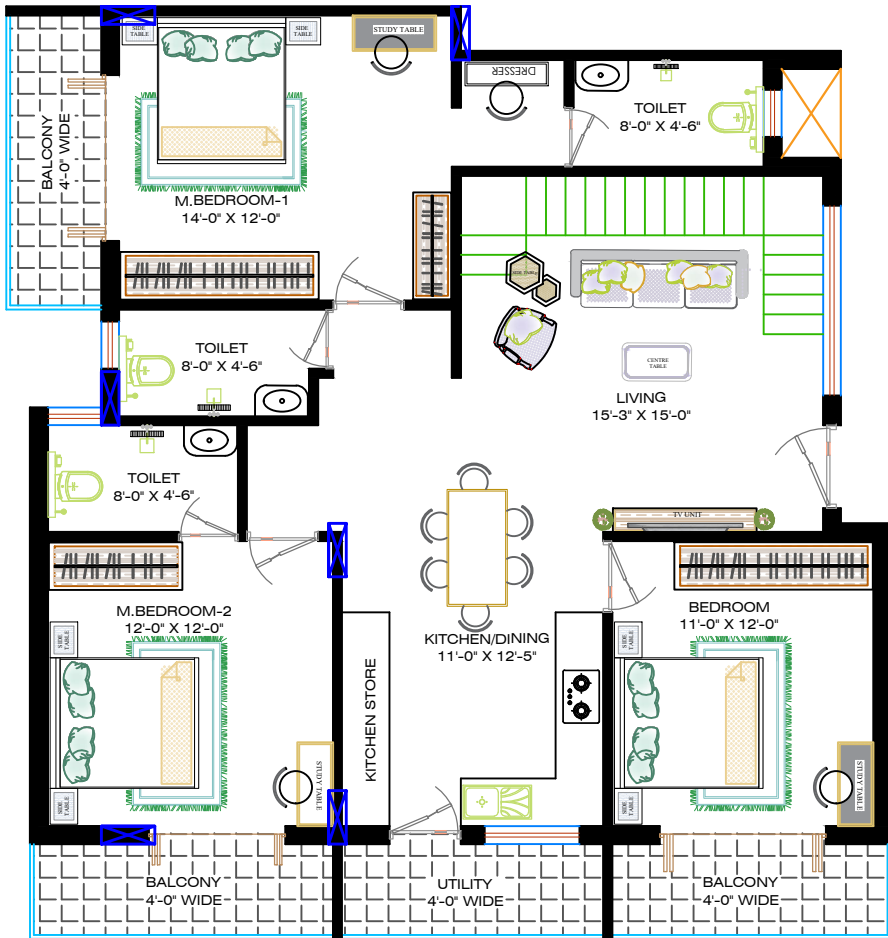 SIDE
TABLE
SIDE
TABLE
STUDY TABLE
DRESSER
TOILET
8'-0" X 4'-6"
BALCONY
4'-0" WIDE
M.BEDROOM-1
14'-0" X 12'-0"
SIDE TABLE
CENTRE
TABLE
TOILET
8'-0" X 4'-6"
LIVING
15'-3" X 15'-0"
TOILET
8'-0" X 4'-6"
TV UNIT
M.BEDROOM-2
12'-0" X 12'-0"
SIDE
TABLE
KITCHEN/DINING
11'-0" X 12'-5"
BEDROOM
11'-0" X 12'-0"
SIDE
TABLE
KITCHEN STORE
STUDY TABLE
STUDY TABLE
SIDE
TABLE
SIDE
TABLE
BALCONY
4'-0" WIDE
UTILITY
4'-0" WIDE
BALCONY
4'-0" WIDE